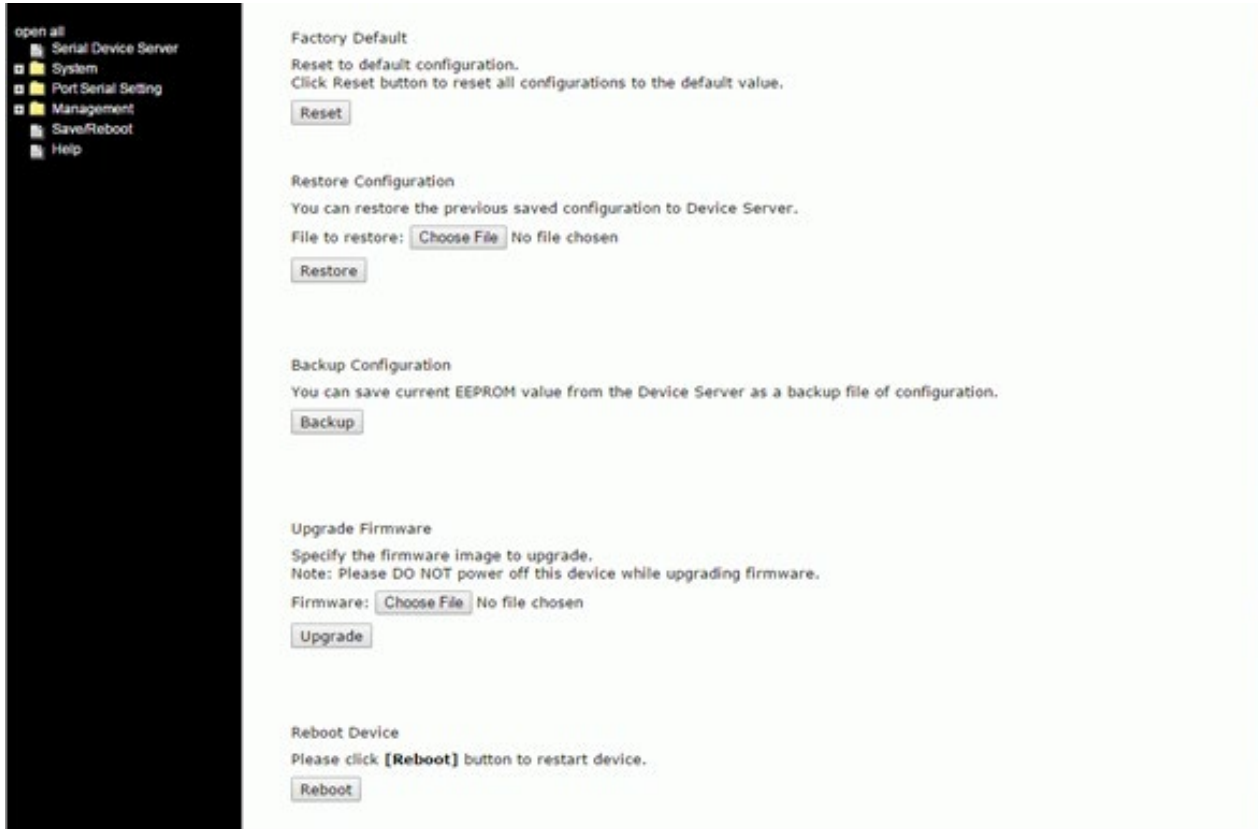 open all
Serial Device Server
System
Port Serial Setting
Management
Save/Reboot
Help
Factory Default
Reset to default configuration.
Click Reset button to reset all configurations to the default value.
Reset
Restore Configuration
You can restore the previous saved configuration to Device Server.
File to restore: Choose File No file chosen
Restore
Backup Configuration
You can save current EEPROM value from the Device Server as a backup file of configuration.
Backup
Upgrade Firmware
Specify the firmware image to upgrade.
Note: Please DO NOT power off this device while upgrading firmware.
Firmware: Choose File No file chosen
Upgrade
Reboot Device
Please click [Reboot] button to restart device.
Reboot